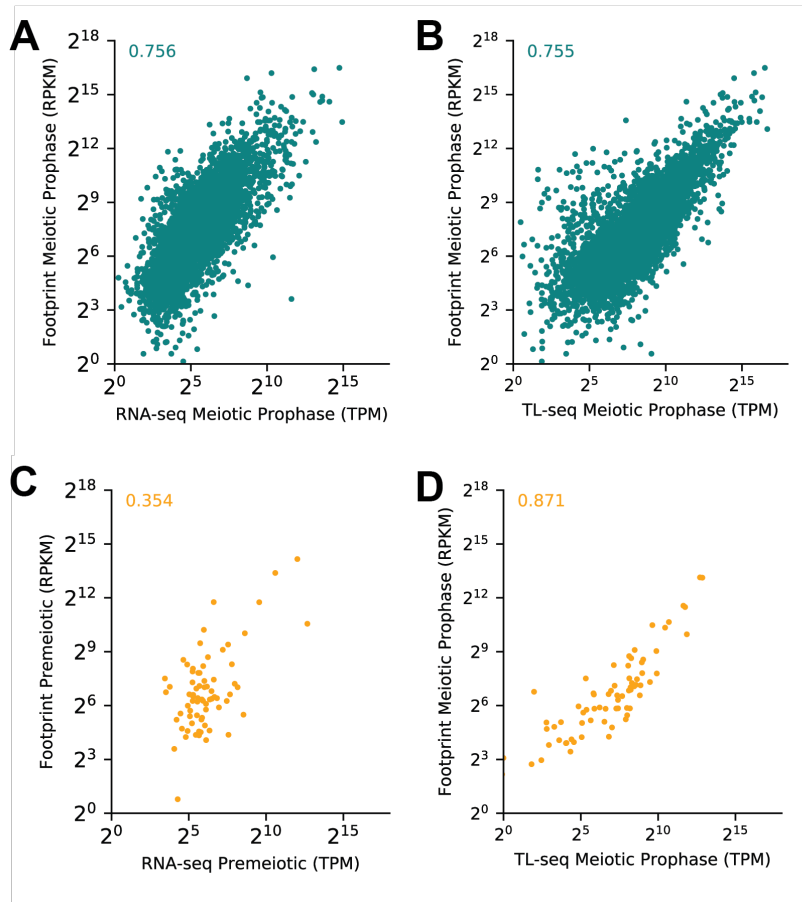 A
0.756
2^18
2^15
2^12
2^9
2^6
2^3
2^0
2^0 2^5 2^10 2^15
Footprint Meiotic Prophase (RPKM)
RNA-seq Meiotic Prophase (TPM)
B
0.755
2^18
2^15
2^12
2^9
2^6
2^3
2^0
2^0 2^5 2^10 2^15
Footprint Meiotic Prophase (RPKM)
TL-seq Meiotic Prophase (TPM)
C
0.354
2^18
2^15
2^12
2^9
2^6
2^3
2^0
2^0 2^5 2^10 2^15
Footprint Premeiotic (RPKM)
RNA-seq Premeiotic (TPM)
D
0.871
2^18
2^15
2^12
2^9
2^6
2^3
2^0
2^0 2^5 2^10 2^15
Footprint Meiotic Prophase (RPKM)
TL-seq Meiotic Prophase (TPM)